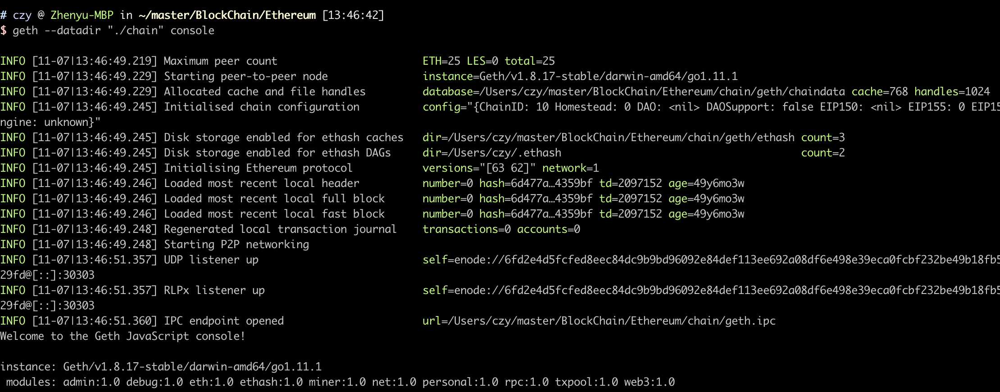 # czy @ Zhenyu-MBP in ~/master/BlockChain/Ethereum [13:46:42]
$ geth --datadir "./chain" console
INFO [11-07|13:46:49.219] Maximum peer count ETH=25 LES=0 total=25
INFO [11-07|13:46:49.229] Starting peer-to-peer node instance=Geth/v1.8.17-stable/darwin-amd64/go1.11.1
INFO [11-07|13:46:49.229] Allocated cache and file handles database=/Users/czy/master/BlockChain/Ethereum/chain/geth/chaindata cache=768 handles=1024
INFO [11-07|13:46:49.245] Initialised chain configuration config="{ChainID: 10 Homestead: 0 DAO: <nil> DAOSupport: false EIP150: <nil> EIP155: 0 EIP15
ngine: unknown}"
INFO [11-07|13:46:49.245] Disk storage enabled for ethash caches dir=/Users/czy/master/BlockChain/Ethereum/chain/geth/ethash count=3
INFO [11-07|13:46:49.245] Disk storage enabled for ethash DAGs dir=/Users/czy/.ethash count=2
INFO [11-07|13:46:49.245] Initialising Ethereum protocol versions="[63 62]" network=1
INFO [11-07|13:46:49.246] Loaded most recent local header number=0 hash=6d477a…4359bf td=2097152 age=49y6mo3w
INFO [11-07|13:46:49.246] Loaded most recent local full block number=0 hash=6d477a…4359bf td=2097152 age=49y6mo3w
INFO [11-07|13:46:49.246] Loaded most recent local fast block number=0 hash=6d477a…4359bf td=2097152 age=49y6mo3w
INFO [11-07|13:46:49.248] Regenerated local transaction journal transactions=0 accounts=0
INFO [11-07|13:46:49.248] Starting P2P networking
INFO [11-07|13:46:51.357] UDP listener up self=enode://6fd2e4d5fcfed8eec84dc9b9bd96092e84def113ee692a08df6e498e39eca0fcbf232be49b18fb5
29fd@[::]:30303
INFO [11-07|13:46:51.357] RLPx listener up self=enode://6fd2e4d5fcfed8eec84dc9b9bd96092e84def113ee692a08df6e498e39eca0fcbf232be49b18fb5
29fd@[::]:30303
INFO [11-07|13:46:51.360] IPC endpoint opened url=/Users/czy/master/BlockChain/Ethereum/chain/geth.ipc
Welcome to the Geth JavaScript console!
instance: Geth/v1.8.17-stable/darwin-amd64/go1.11.1
modules: admin:1.0 debug:1.0 eth:1.0 ethash:1.0 miner:1.0 net:1.0 personal:1.0 rpc:1.0 txpool:1.0 web3:1.0